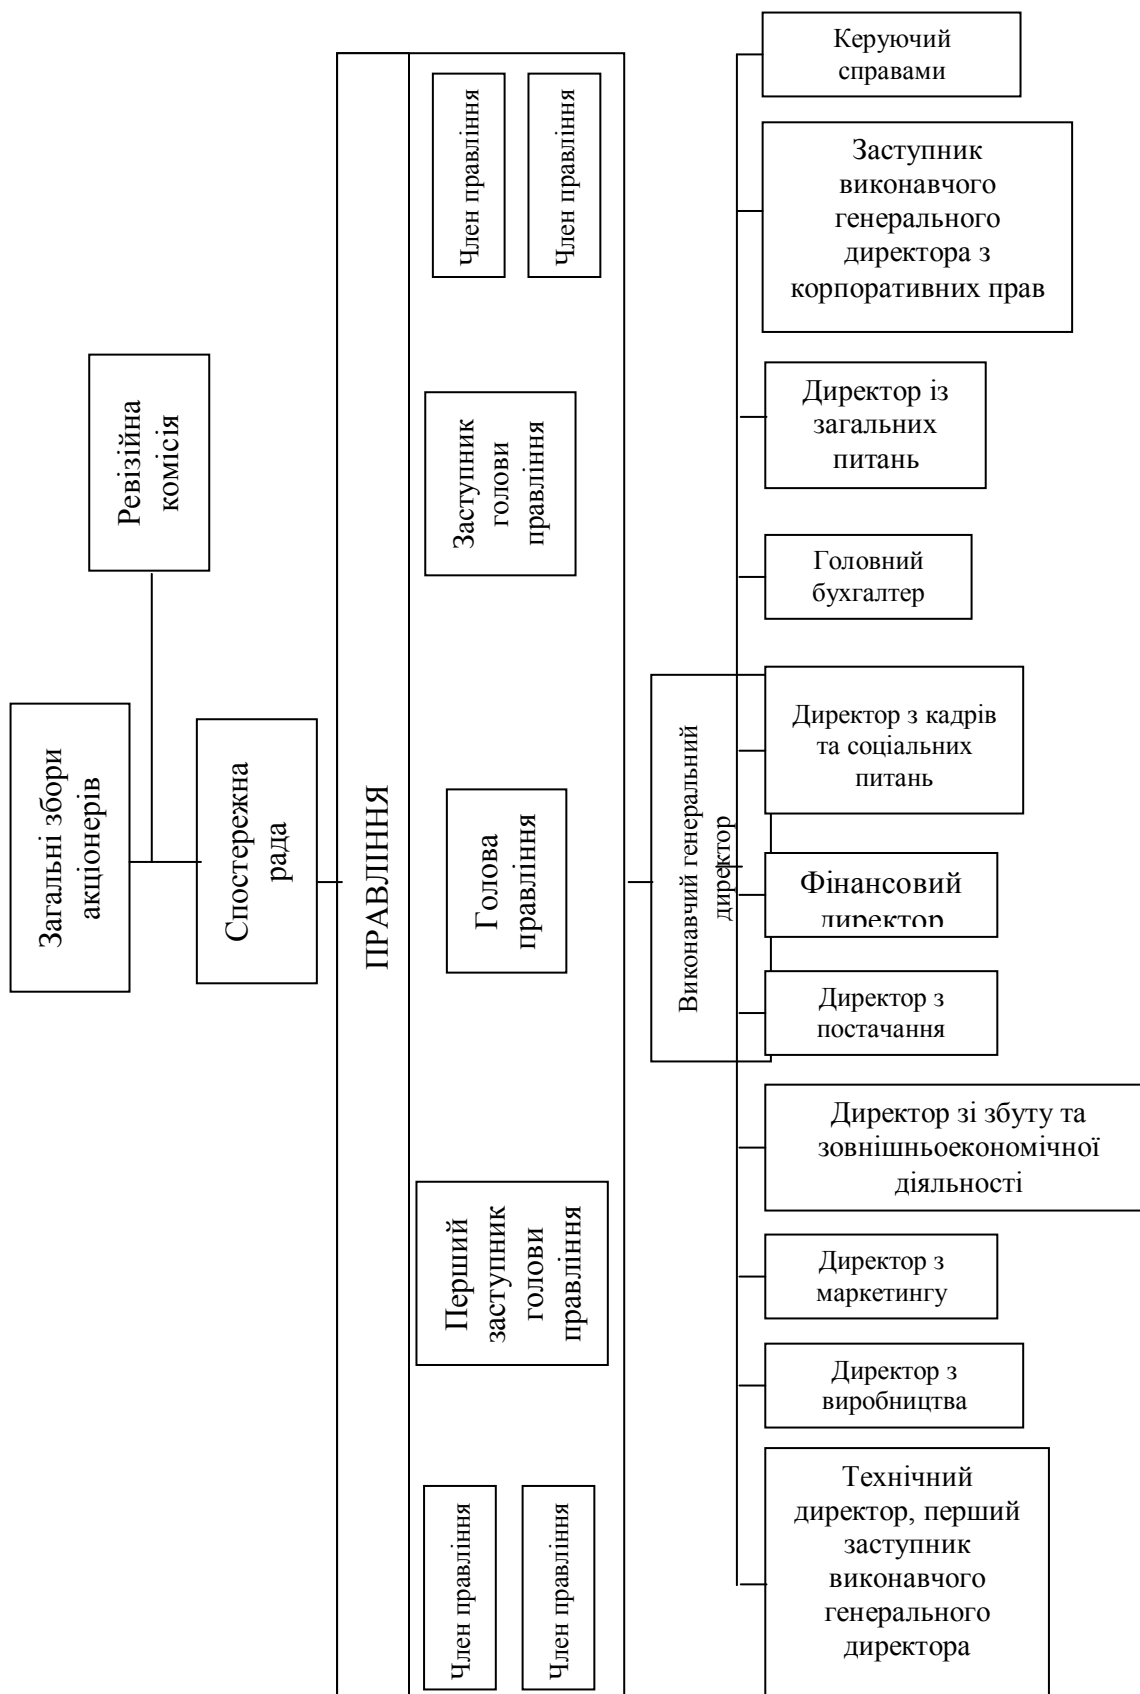 Загальні збори
акціонерів
Ревізійна
комісія
Спостережна
рада
ПРАВЛІННЯ
Член правління
Член правління
Перший
заступник
голови
правління
Голова
правління
Заступник
голови
правління
Член правління
Член правління
Виконавчий генеральний
директор
Керуючий
справами
Заступник
виконавчого
генерального
директора з
корпоративних прав
Директор із
загальних
питань
Головний
бухгалтер
Директор з кадрів
та соціальних
питань
Фінансовий
директор
Директор з
постачання
Директор зі збуту та
зовнішньоекономічної
діяльності
Директор з
маркетингу
Директор з
виробництва
Технічний
директор, перший
заступник
виконавчого
генерального
директора